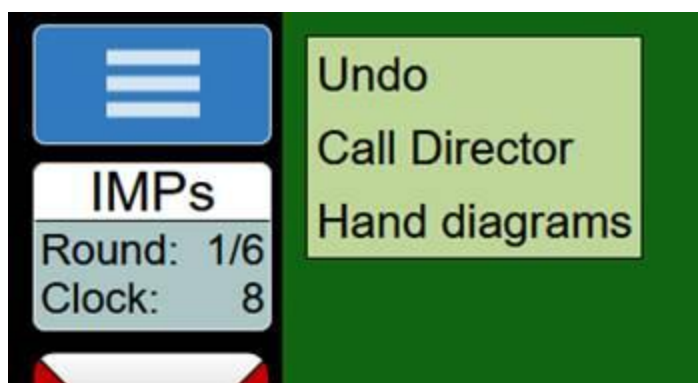 Undo
Call Director
Hand diagrams
IMPs
Round: 1/6
Clock: 8